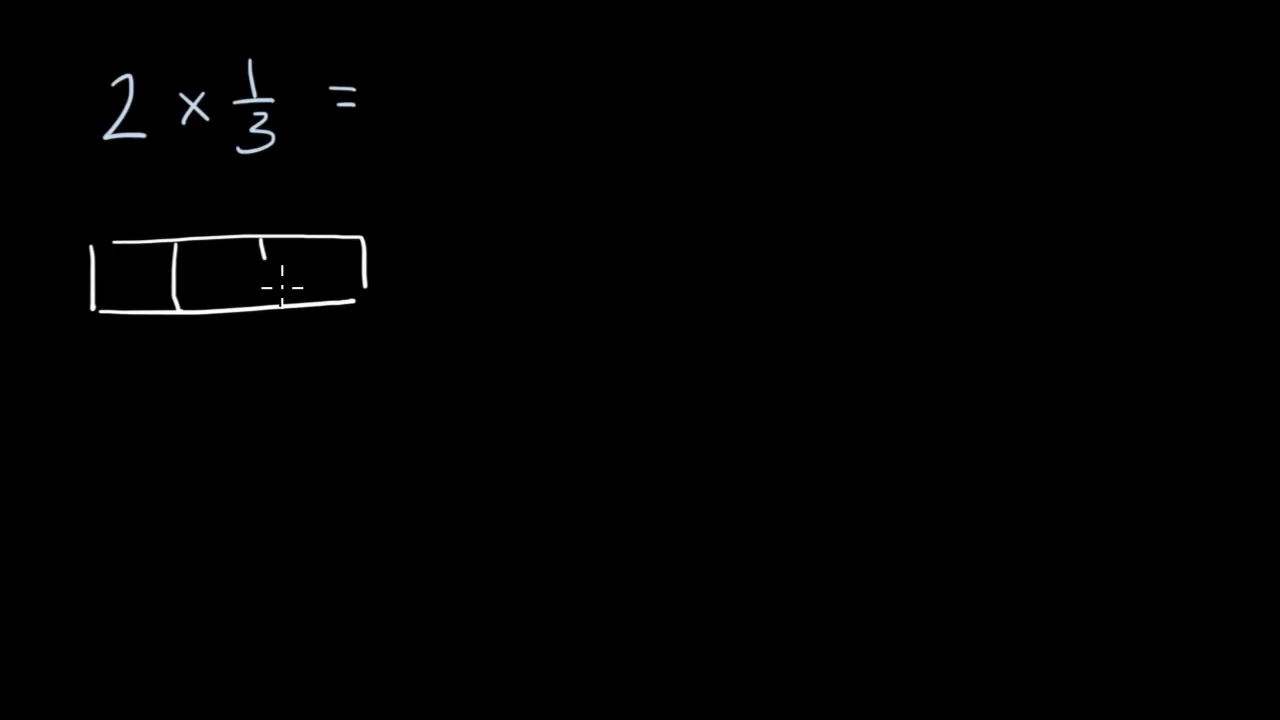 2 × 1/3 =